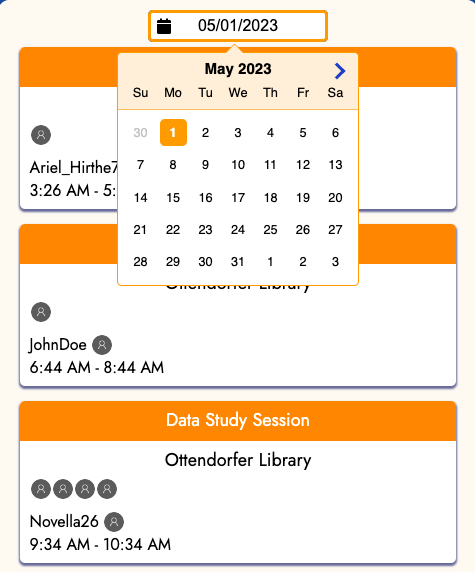 05/01/2023
May 2023
Su Mo Tu We Th Fr Sa
30 1 2 3 4 5 6
7 8 9 10 11 12 13
14 15 16 17 18 19 20
21 22 23 24 25 26 27
28 29 30 31 1 2 3
Ariel_Hirthe7
3:26 AM - 5:
Ottendorfer Library
JohnDoe
6:44 AM - 8:44 AM
Data Study Session
Ottendorfer Library
Novella26
9:34 AM - 10:34 AM